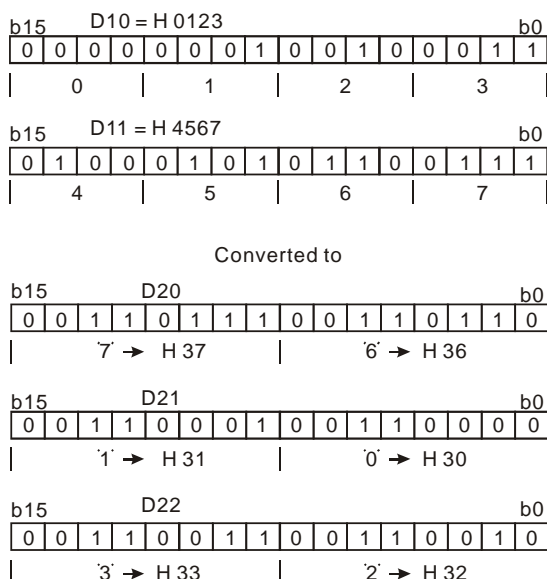 b15 D10 = H 0123 b0
0 0 0 0 0 0 0 1 0 0 1 0 0 0 1 1
0 1 2 3
b15 D11 = H 4567 b0
0 1 0 0 0 1 0 1 0 1 1 0 0 1 1 1
4 5 6 7
Converted to
b15 D20 b0
0 0 1 1 0 1 1 1 0 0 1 1 0 1 1 0
'7' → H 37 '6' → H 36
b15 D21 b0
0 0 1 1 0 0 0 1 0 0 1 1 0 0 0 0
'1' → H 31 '0' → H 30
b15 D22 b0
0 0 1 1 0 0 1 1 0 0 1 1 0 0 1 0
'3' → H 33 '2' → H 32